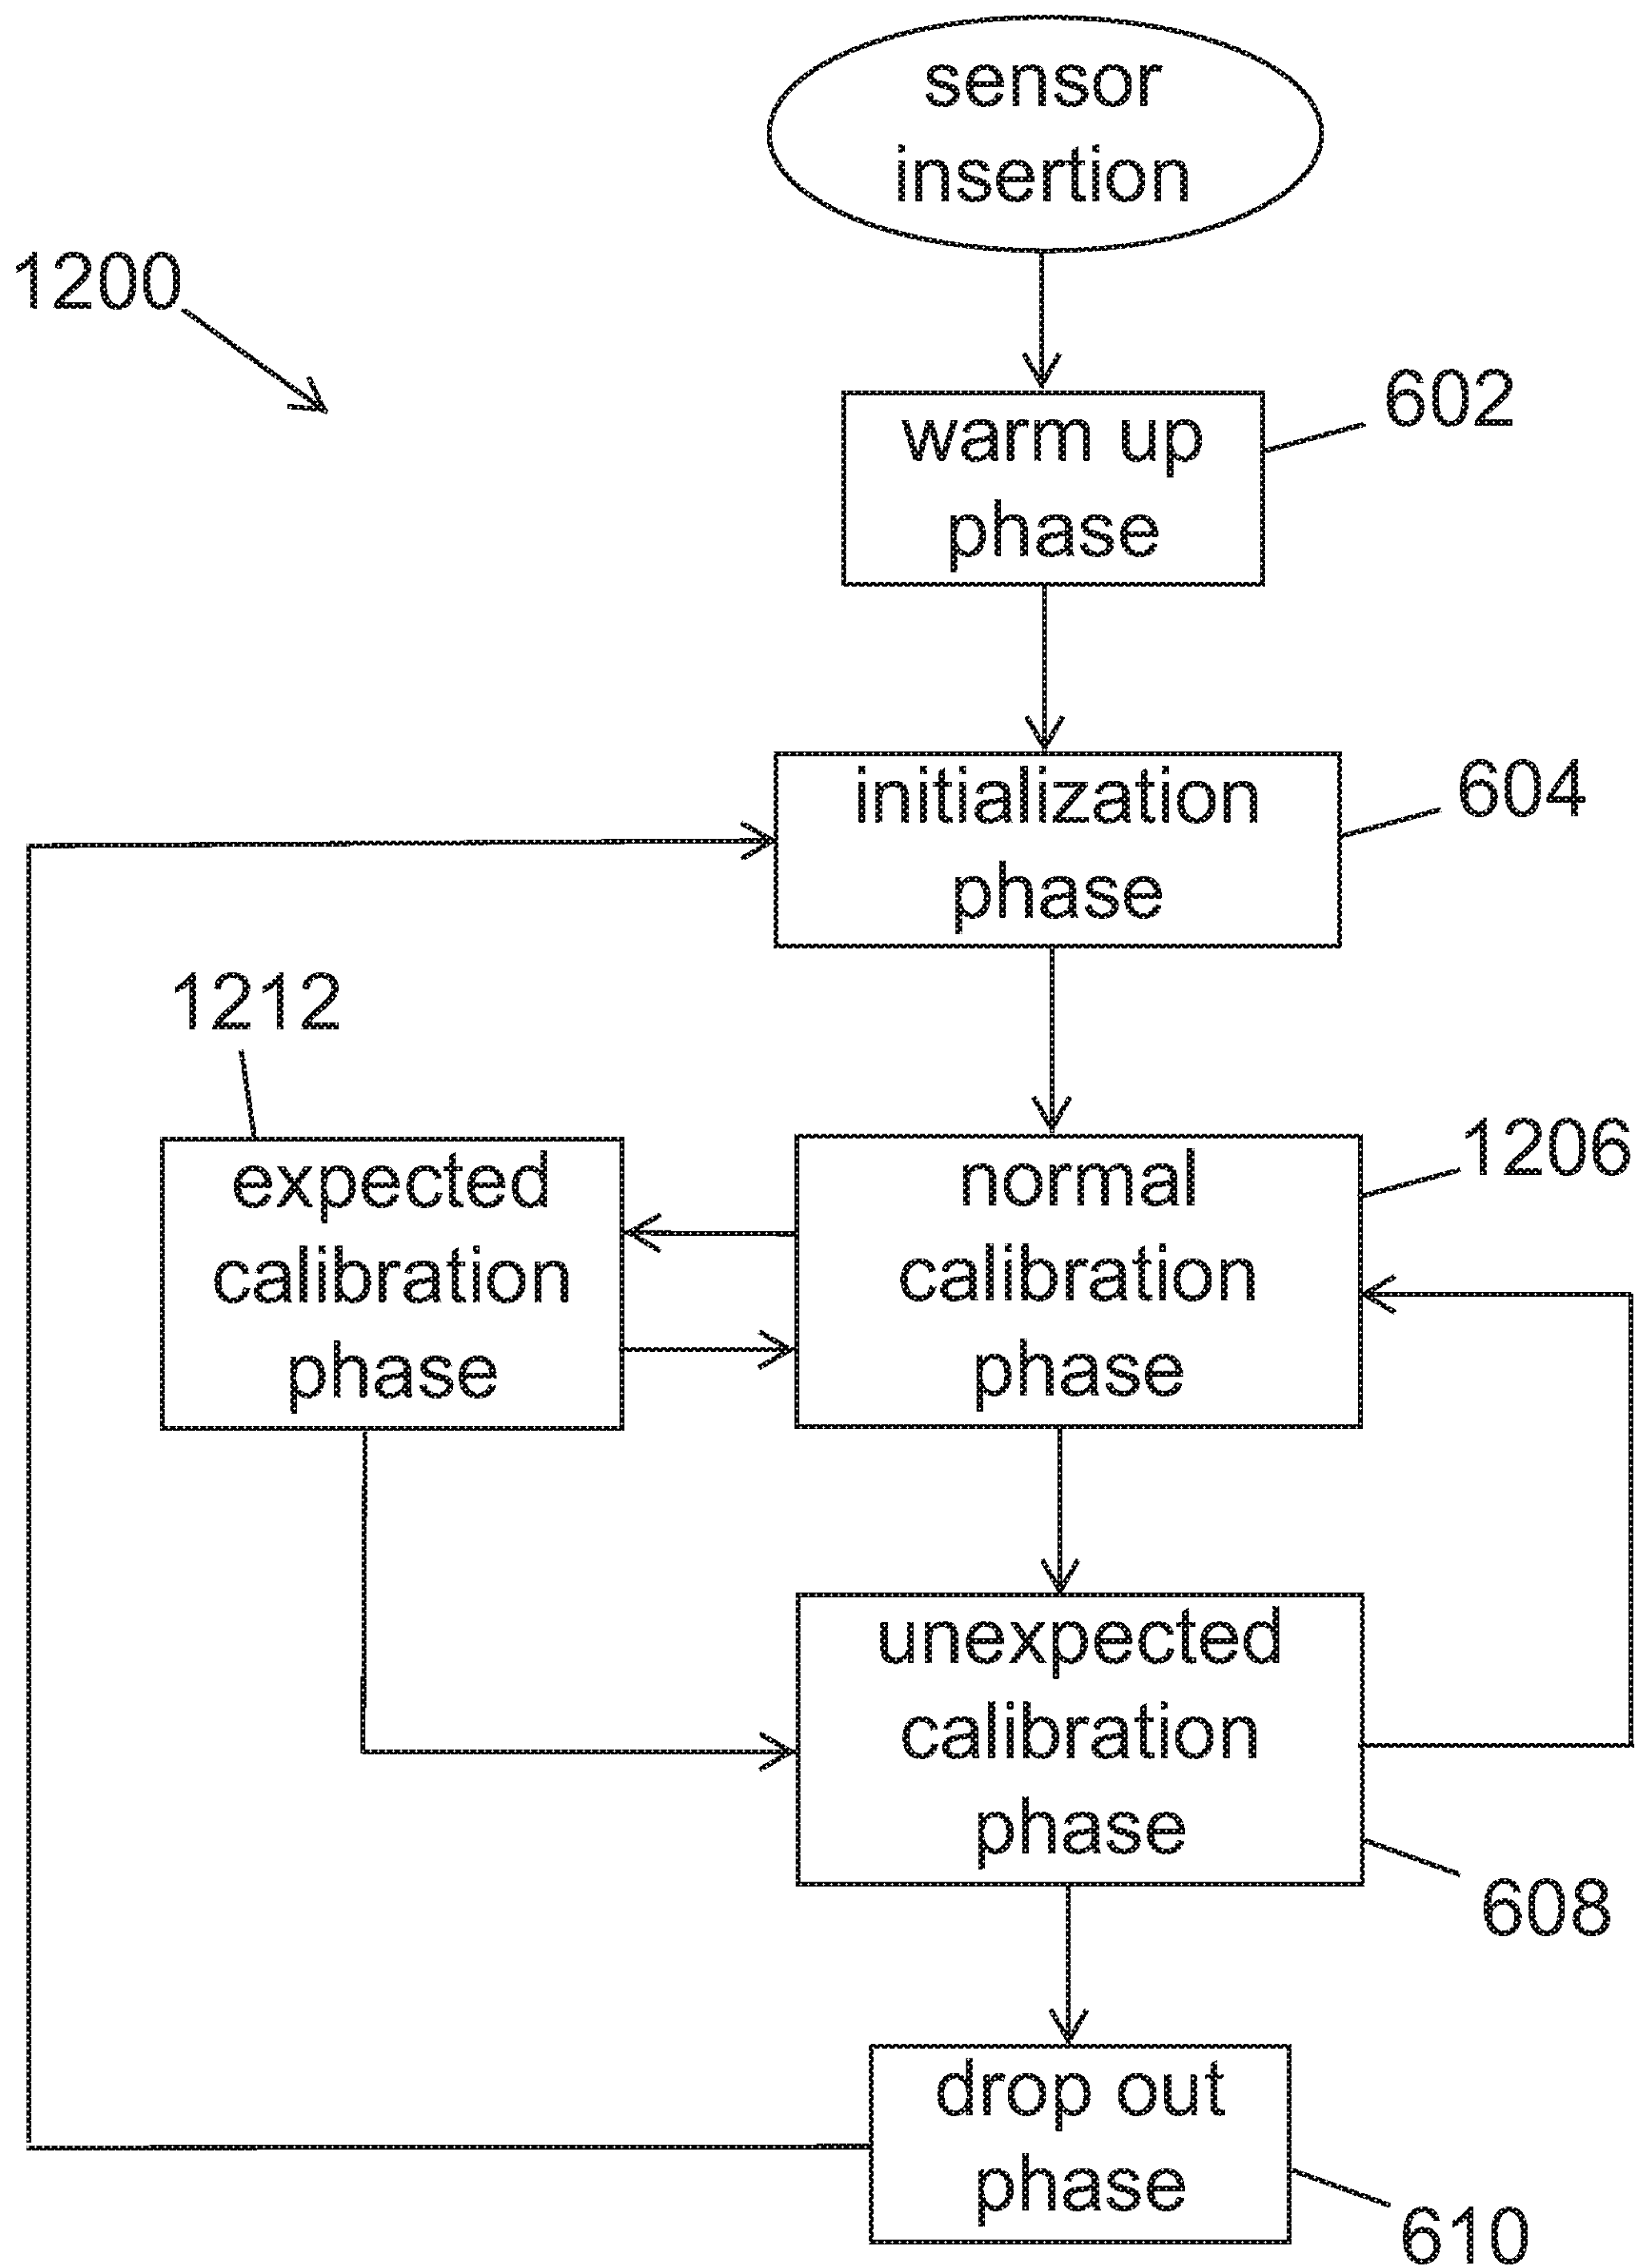 sensor
insertion
1200
602
warm up
phase
604
initialization
phase
1212
1206
expected
calibration
phase
normal
calibration
phase
unexpected
calibration
phase
608
drop out
phase
610